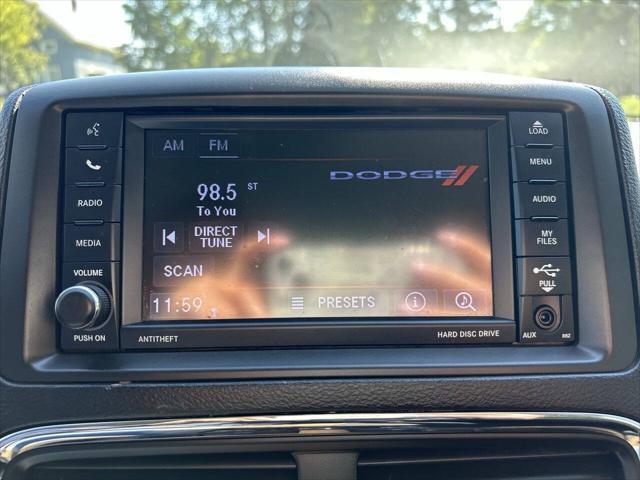 LOAD
AM FM
MENU
98.5 ST
DODGE
To You
RADIO
AUDIO
DIRECT
TUNE
MEDIA
MY
FILES
SCAN
VOLUME
PULL
11:59
PRESETS
PUSH ON
ANTITHEFT
HARD DISC DRIVE
AUX
RBZ